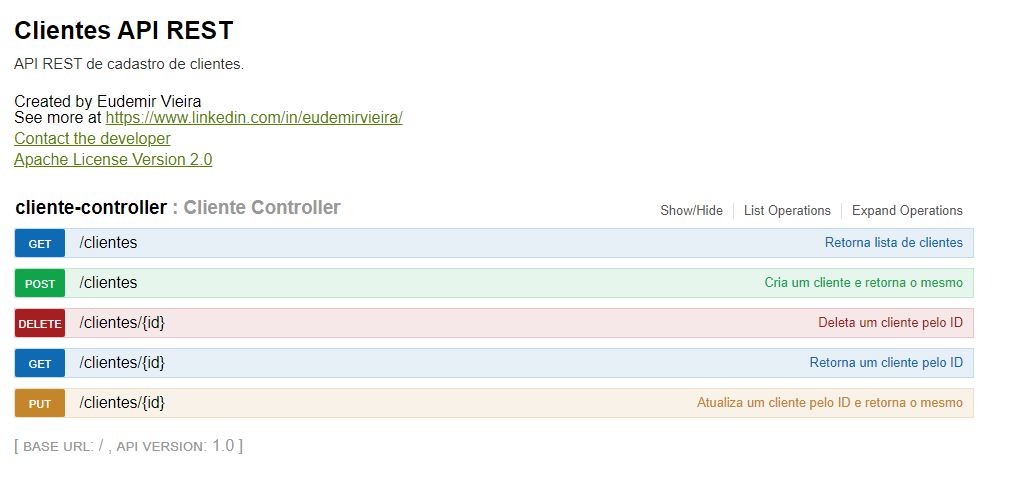 Clientes API REST
API REST de cadastro de clientes.
Created by Eudemir Vieira
See more at https://www.linkedin.com/in/eudemirvieira/
Contact the developer
Apache License Version 2.0
cliente-controller : Cliente Controller Show/Hide List Operations Expand Operations
GET /clientes Retorna lista de clientes
POST /clientes Cria um cliente e retorna o mesmo
DELETE /clientes/{id} Deleta um cliente pelo ID
GET /clientes/{id} Retorna um cliente pelo ID
PUT /clientes/{id} Atualiza um cliente pelo ID e retorna o mesmo
[ BASE URL: / , API VERSION: 1.0 ]